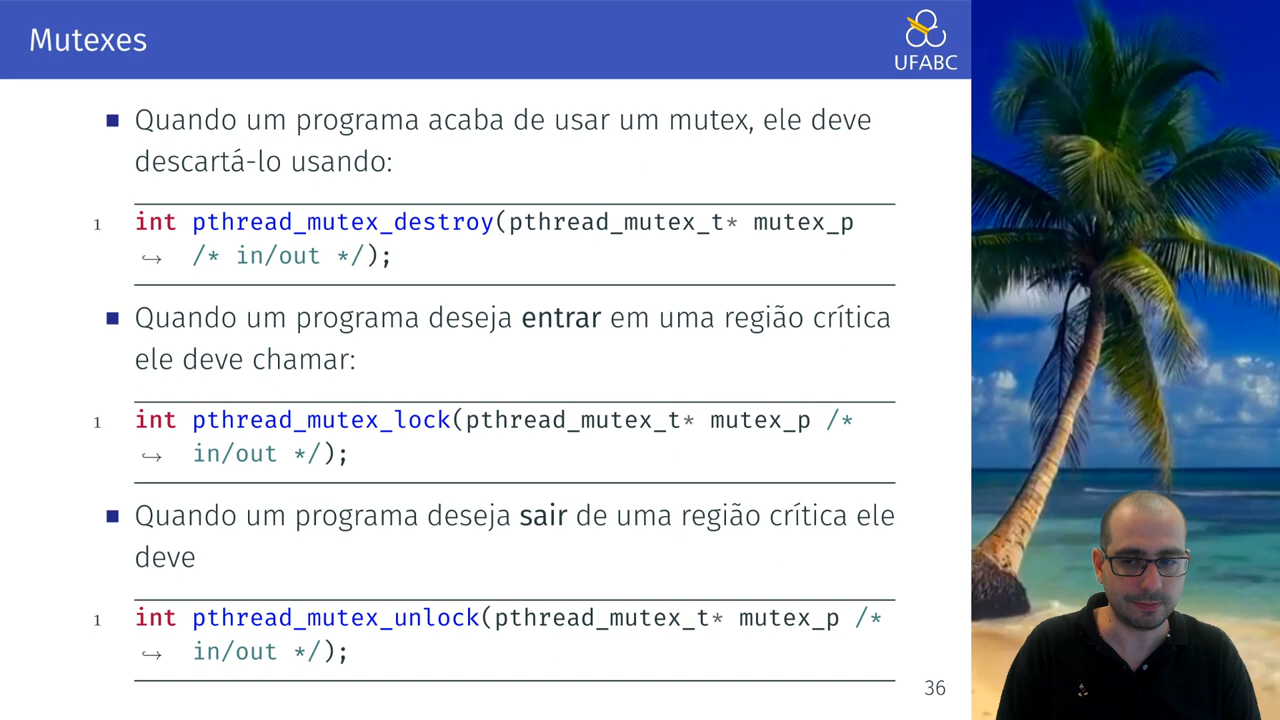 Mutexes
UFABC
■ Quando um programa acaba de usar um mutex, ele deve
descartá-lo usando:
1 int pthread_mutex_destroy(pthread_mutex_t* mutex_p
↪ /* in/out */);
■ Quando um programa deseja entrar em uma região crítica
ele deve chamar:
1 int pthread_mutex_lock(pthread_mutex_t* mutex_p /*
↪ in/out */);
■ Quando um programa deseja sair de uma região crítica ele
deve
1 int pthread_mutex_unlock(pthread_mutex_t* mutex_p /*
↪ in/out */);
36